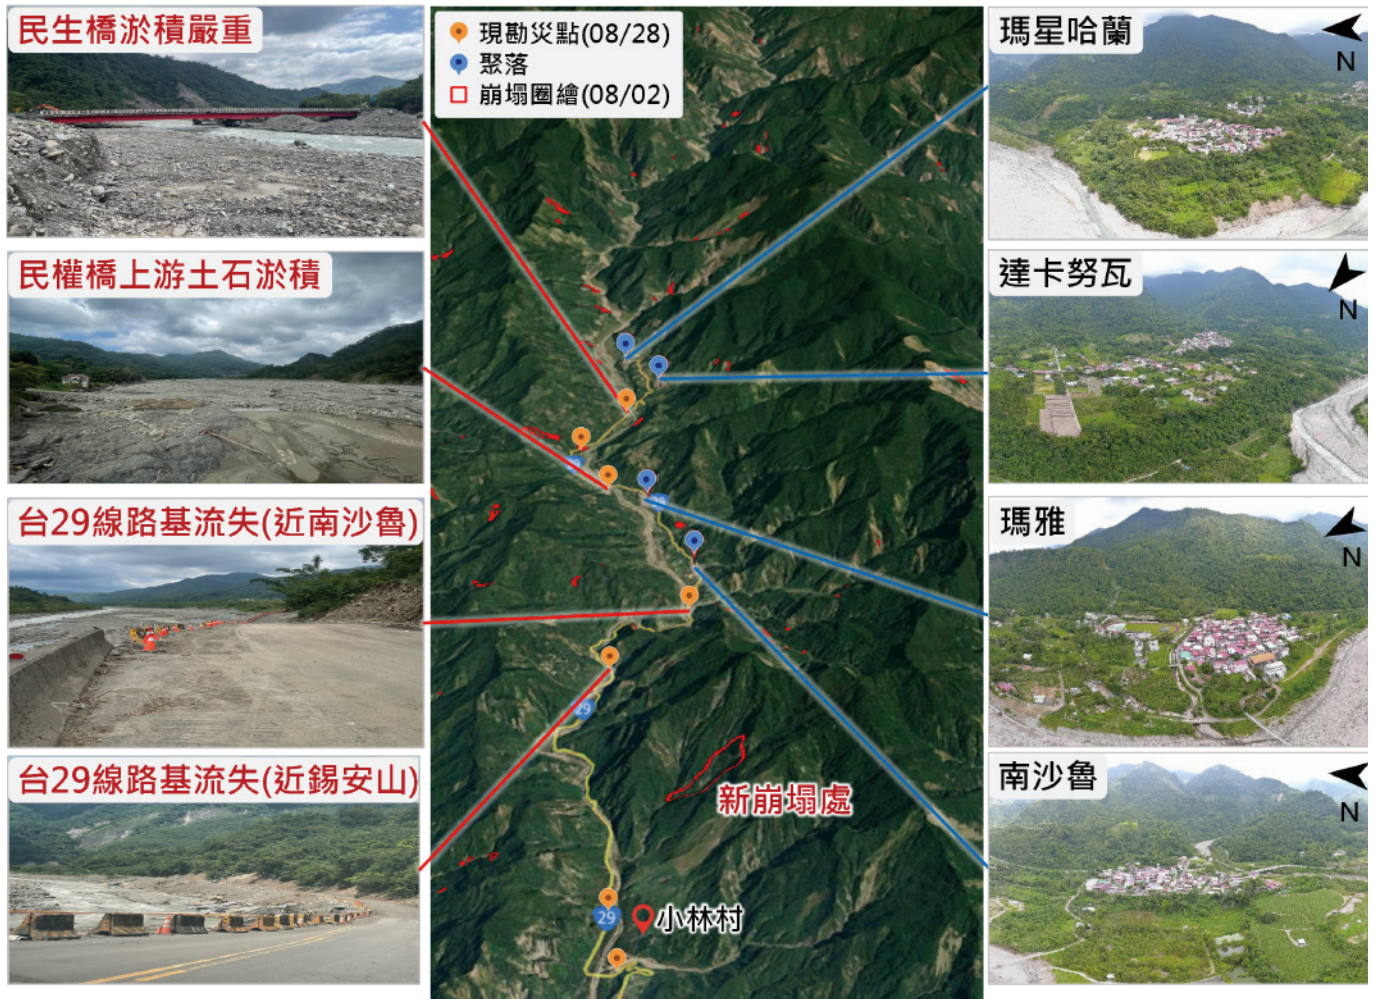 民生橋淤積嚴重
民權橋上游土石淤積
台29線路基流失(近南沙魯)
台29線路基流失(近錫安山)
現勘災點(08/28)
聚落
崩塌圈繪(08/02)
29
29
新崩塌處
29
小林村
瑪星哈蘭
N
達卡努瓦
N
瑪雅
N
南沙魯
N